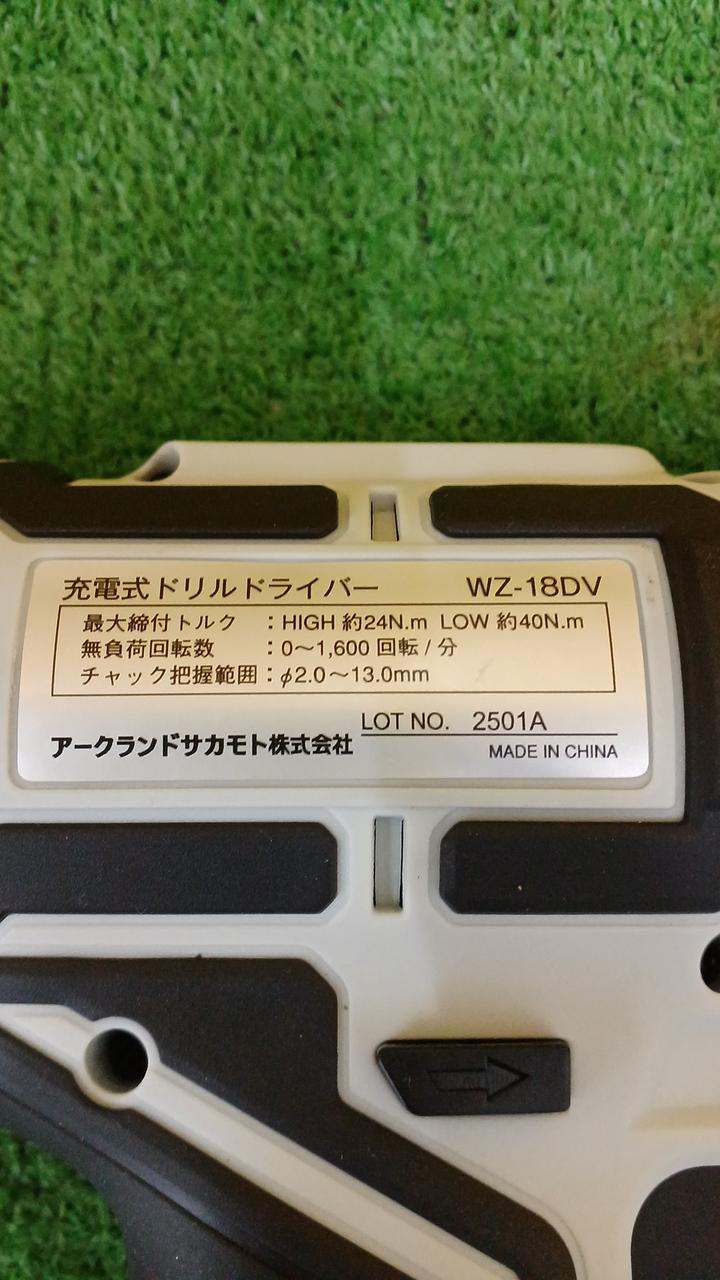 充電式ドリルドライバー WZ-18DV
最大締付トルク ：HIGH 約24N.m LOW 約40N.m
無負荷回転数 ：0～1,600 回転 / 分
チャック把握範囲：φ2.0～13.0mm
LOT NO. 2501A
アークランドサカモト株式会社
MADE IN CHINA